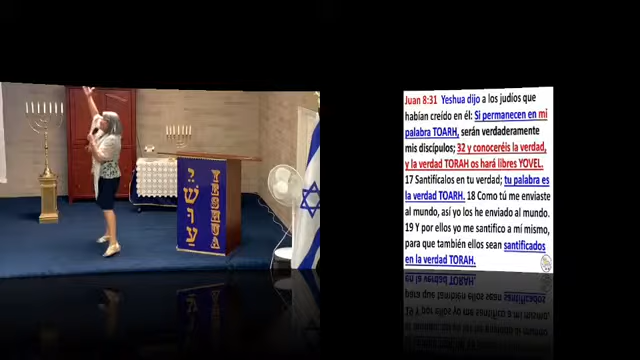 ישוע
YESHUA
Juan 8:31 Yeshua dijo a los judíos que
habían creído en él: Si permanecen en mi
palabra TOARH, serán verdaderamente
mis discípulos; 32 y conoceréis la verdad,
y la verdad TORAH os hará libres YOVEL.
17 Santifícalos en tu verdad; tu palabra es
la verdad TOARH. 18 Como tú me enviaste
al mundo, así yo los he enviado al mundo.
19 Y por ellos yo me santifico a mí mismo,
para que también ellos sean santificados
en la verdad TORAH.